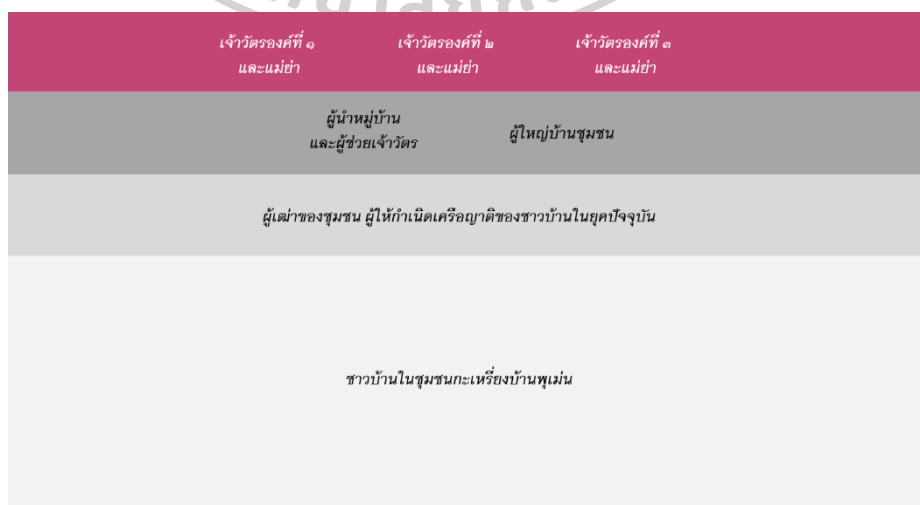 เจ้าวัตรองค์ที่ ๑ เจ้าวัตรองค์ที่ ๒ เจ้าวัตรองค์ที่ ๓
และแม่ย่า และแม่ย่า และแม่ย่า
ผู้นำหมู่บ้าน
และผู้ช่วยเจ้าวัตร ผู้ใหญ่บ้านชุมชน
ผู้เฒ่าของชุมชน ผู้ให้กำเนิดเครือญาติของชาวบ้านในยุคปัจจุบัน
ชาวบ้านในชุมชนกะเหรี่ยงบ้านพุเม่น